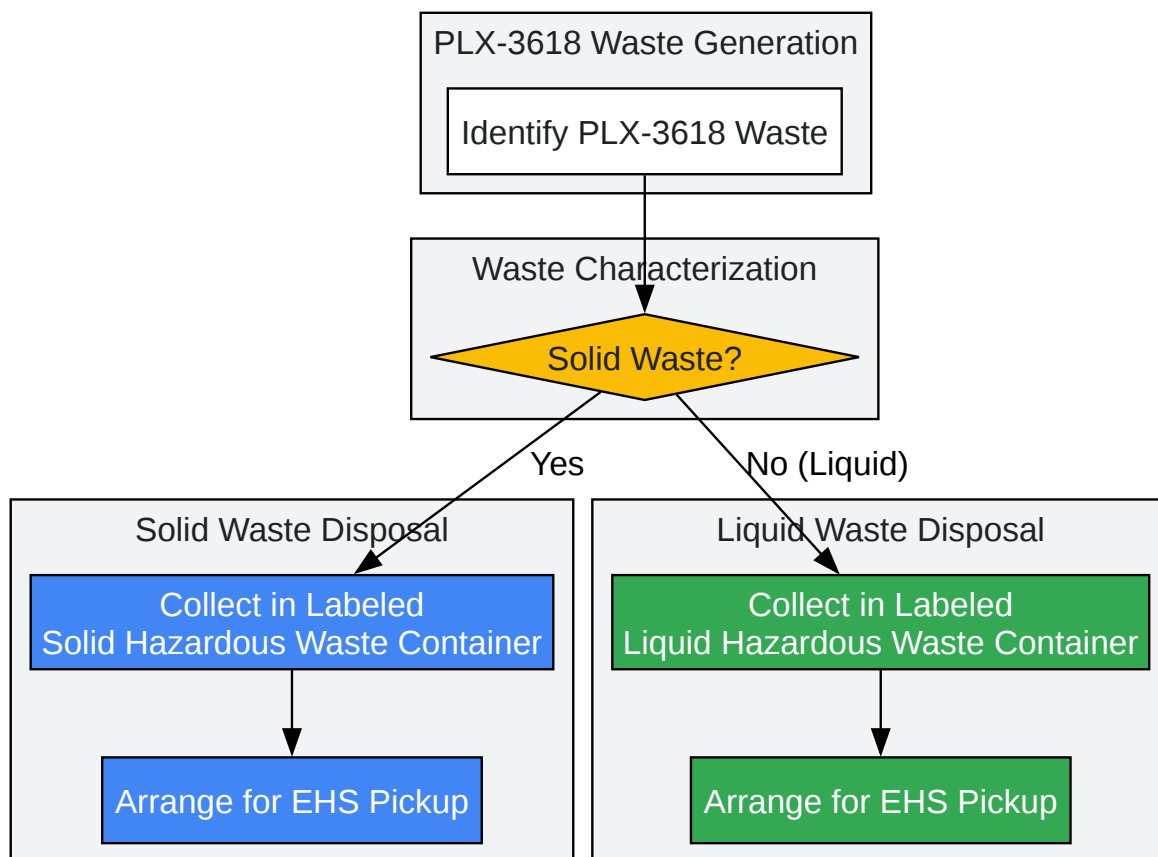 PLX-3618 Waste Generation
Identify PLX-3618 Waste
Waste Characterization
Solid Waste?
Yes
No (Liquid)
Solid Waste Disposal
Collect in Labeled
Solid Hazardous Waste Container
Arrange for EHS Pickup
Liquid Waste Disposal
Collect in Labeled
Liquid Hazardous Waste Container
Arrange for EHS Pickup